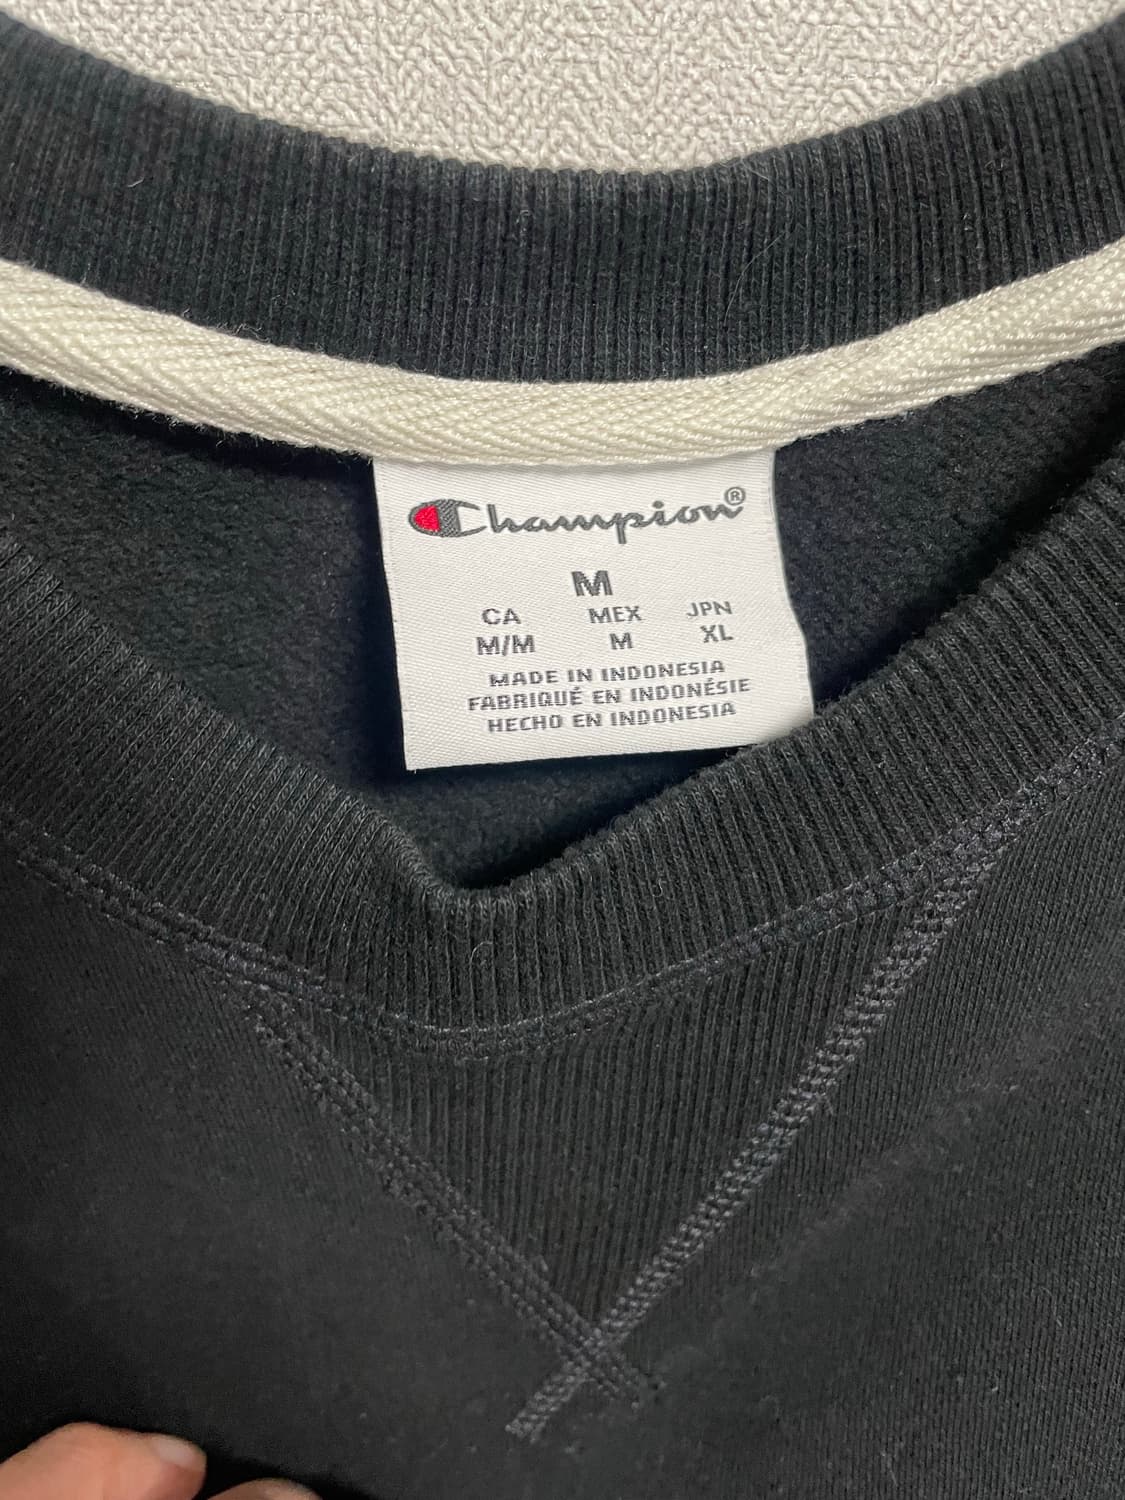 Champion®
M
CA MEX JPN
M/M M XL
MADE IN INDONESIA
FABRIQUÉ EN INDONÉSIE
HECHO EN INDONESIA